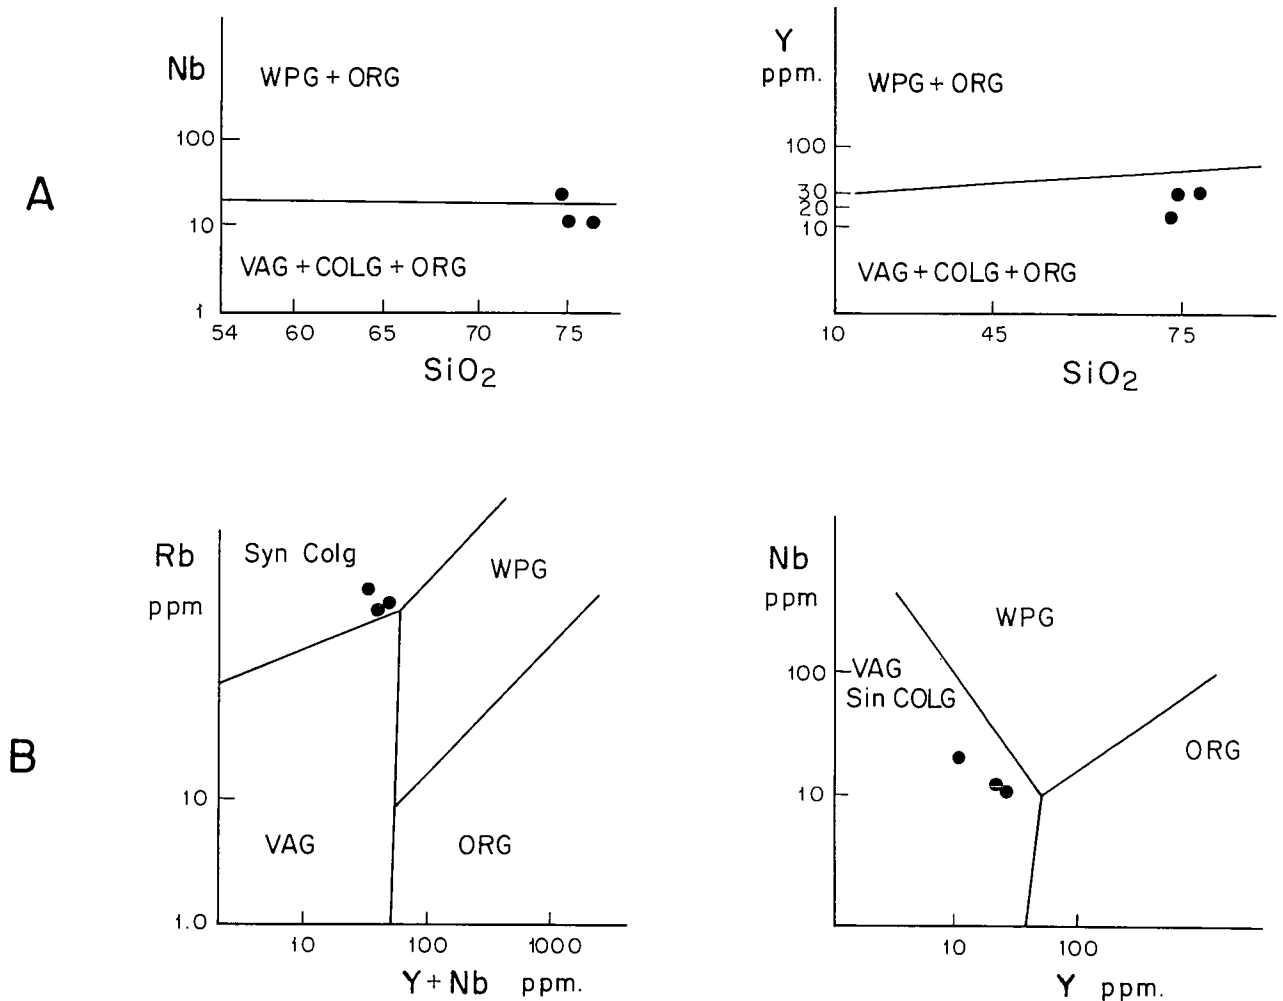 A
Nb
WPG + ORG
100
10
VAG + COLG + ORG
1
54 60 65 70 75
SiO2
Y
ppm.
WPG + ORG
100
30
20
10
VAG + COLG + ORG
10 45 75
SiO2
B
Rb
ppm
Syn Colg
WPG
10
VAG
ORG
1.0
10 100 1000
Y + Nb ppm.
Nb
ppm
WPG
100
VAG
Sin COLG
ORG
10
10 100
Y ppm.